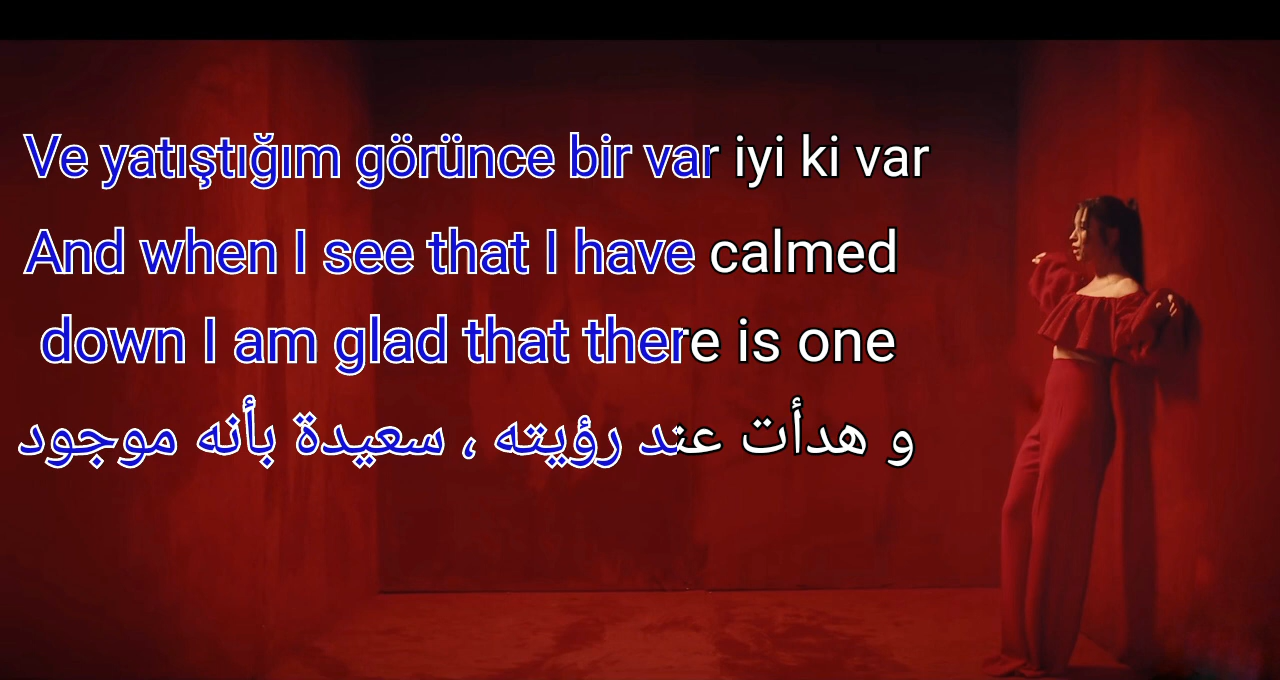 Ve yatıştığım görünce bir var iyi ki var
And when I see that I have calmed
down I am glad that there is one
و هدأت عند رؤيته ، سعيدة بأنه موجود